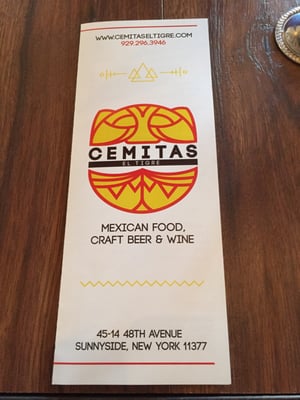 WWW.CEMITASELTIGRE.COM
929.296.3946
CEMITAS
EL TIGRE
MEXICAN FOOD,
CRAFT BEER & WINE
45-14 48TH AVENUE
SUNNYSIDE, NEW YORK 11377